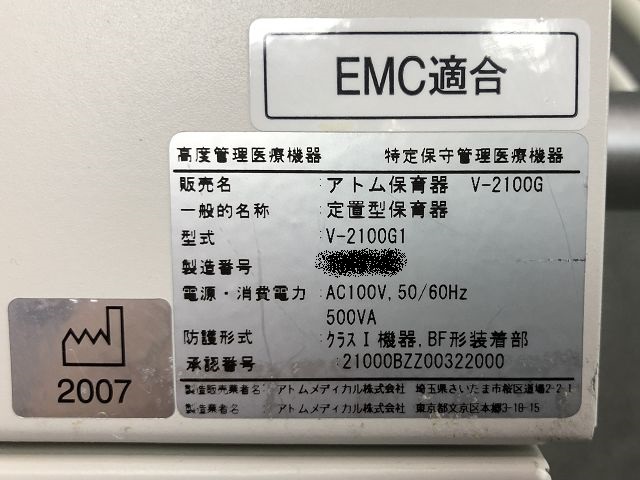 EMC適合
高度管理医療機器 特定保守管理医療機器
販売名 :アトム保育器 V-2100G
一般的名称 :定置型保育器
型式 :V-2100G1
製造番号
電源・消費電力 :AC100V, 50/60Hz
500VA
防護形式 :クラスⅠ機器, BF形装着部
承認番号 :21000BZZ00322000
製造販売業者名: アトムメディカル株式会社 埼玉県さいたま市桜区道場2-2-1
製造業者名: アトムメディカル株式会社 東京都文京区本郷3-18-15
2007